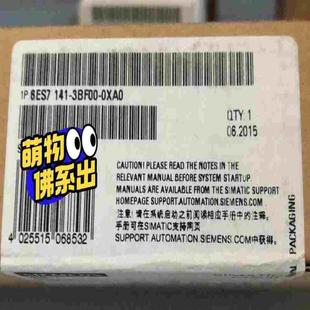 1P 6ES7 141-3BF00-0XA0
QTY. 1
06.2015
萌物
佛系出
CAUTION! PLEASE READ THE NOTES IN THE
RELEVANT MANUAL BEFORE SYSTEM STARTUP.
MANUALS ARE AVAILABLE FROM THE SIMATIC SUPPORT
HOMEPAGE SUPPORT.AUTOMATION.SIEMENS.COM
注意! 请在系统启动之前阅读相应手册中的注释。
手册可在SIMATIC支持网页
SUPPORT.AUTOMATION.SIEMENS.COM中获得。
4 025515 068532
PACKAGING